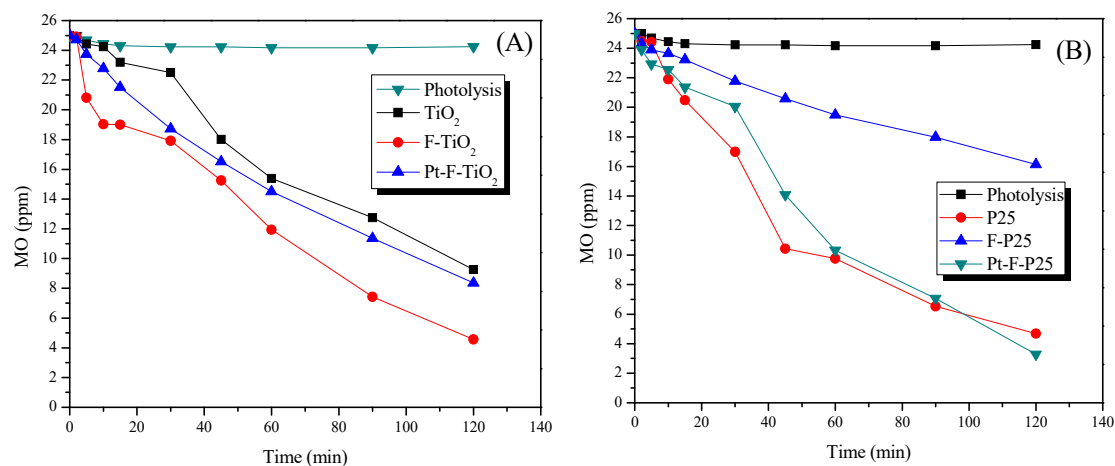 (A)
MO (ppm)
26
24
22
20
18
16
14
12
10
8
6
4
2
0
Photolysis
TiO₂
F-TiO₂
Pt-F-TiO₂
0 20 40 60 80 100 120 140
Time (min)
(B)
MO (ppm)
26
24
22
20
18
16
14
12
10
8
6
4
2
0
Photolysis
P25
F-P25
Pt-F-P25
0 20 40 60 80 100 120 140
Time (min)